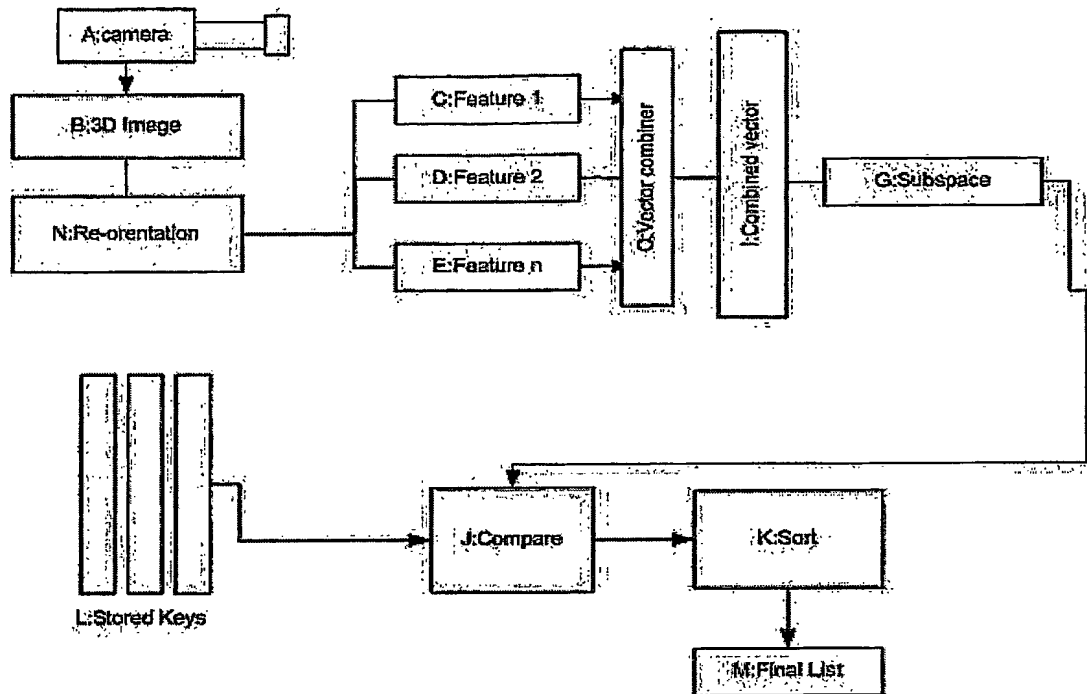 A:camera
B:3D Image
N:Re-orentation
C:Feature 1
D:Feature 2
E:Feature n
O:Vector combiner
I:Combined vector
G:Subspace
L:Stored Keys
J:Compare
K:Sort
M:Final List